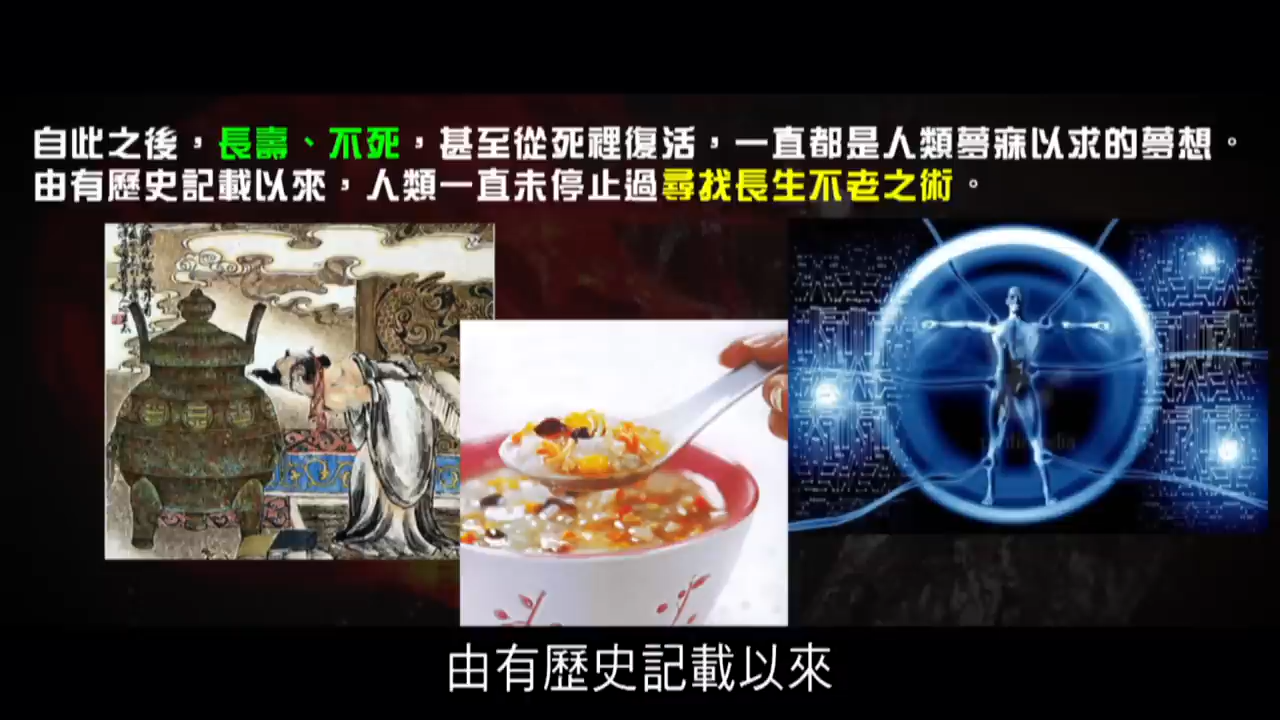 自此之後，長壽、不死，甚至從死裡復活，一直都是人類夢寐以求的夢想。
由有歷史記載以來，人類一直未停止過尋找長生不老之術。
由有歷史記載以來